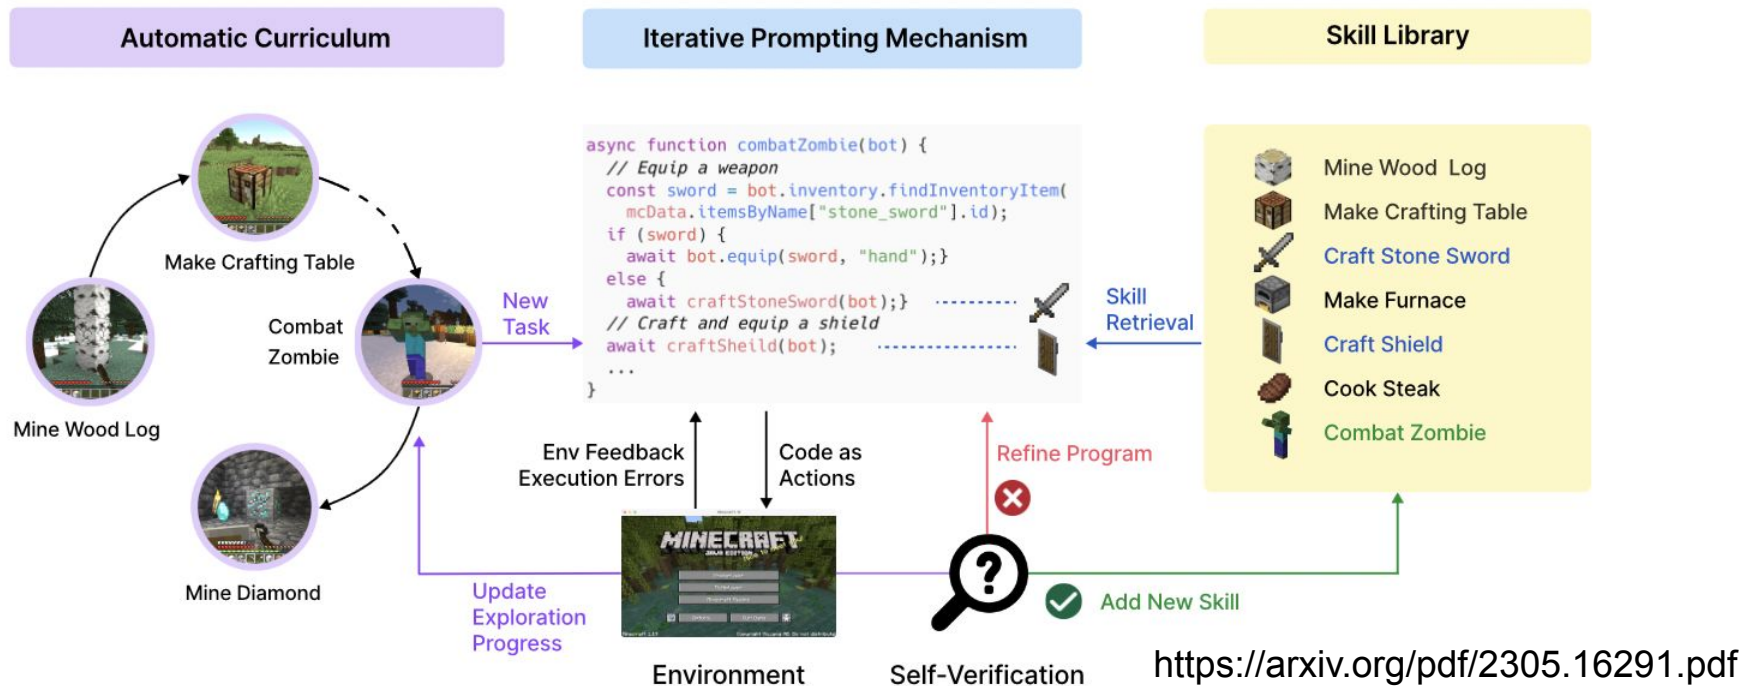 Automatic Curriculum
Iterative Prompting Mechanism
Skill Library
Make Crafting Table
Mine Wood Log
Combat
Zombie
Mine Diamond
New
Task
async function combatZombie(bot) {
// Equip a weapon
const sword = bot.inventory.findInventoryItem(
mcData.itemsByName["stone_sword"].id);
if (sword) {
await bot.equip(sword, "hand");}
else {
await craftStoneSword(bot);}
// Craft and equip a shield
await craftSheild(bot);
...
}
Skill
Retrieval
Mine Wood Log
Make Crafting Table
Craft Stone Sword
Make Furnace
Craft Shield
Cook Steak
Combat Zombie
Env Feedback
Execution Errors
Code as
Actions
Refine Program
MINECRAFT
JAVA EDITION
Update
Exploration
Progress
?
Add New Skill
Environment
Self-Verification
https://arxiv.org/pdf/2305.16291.pdf